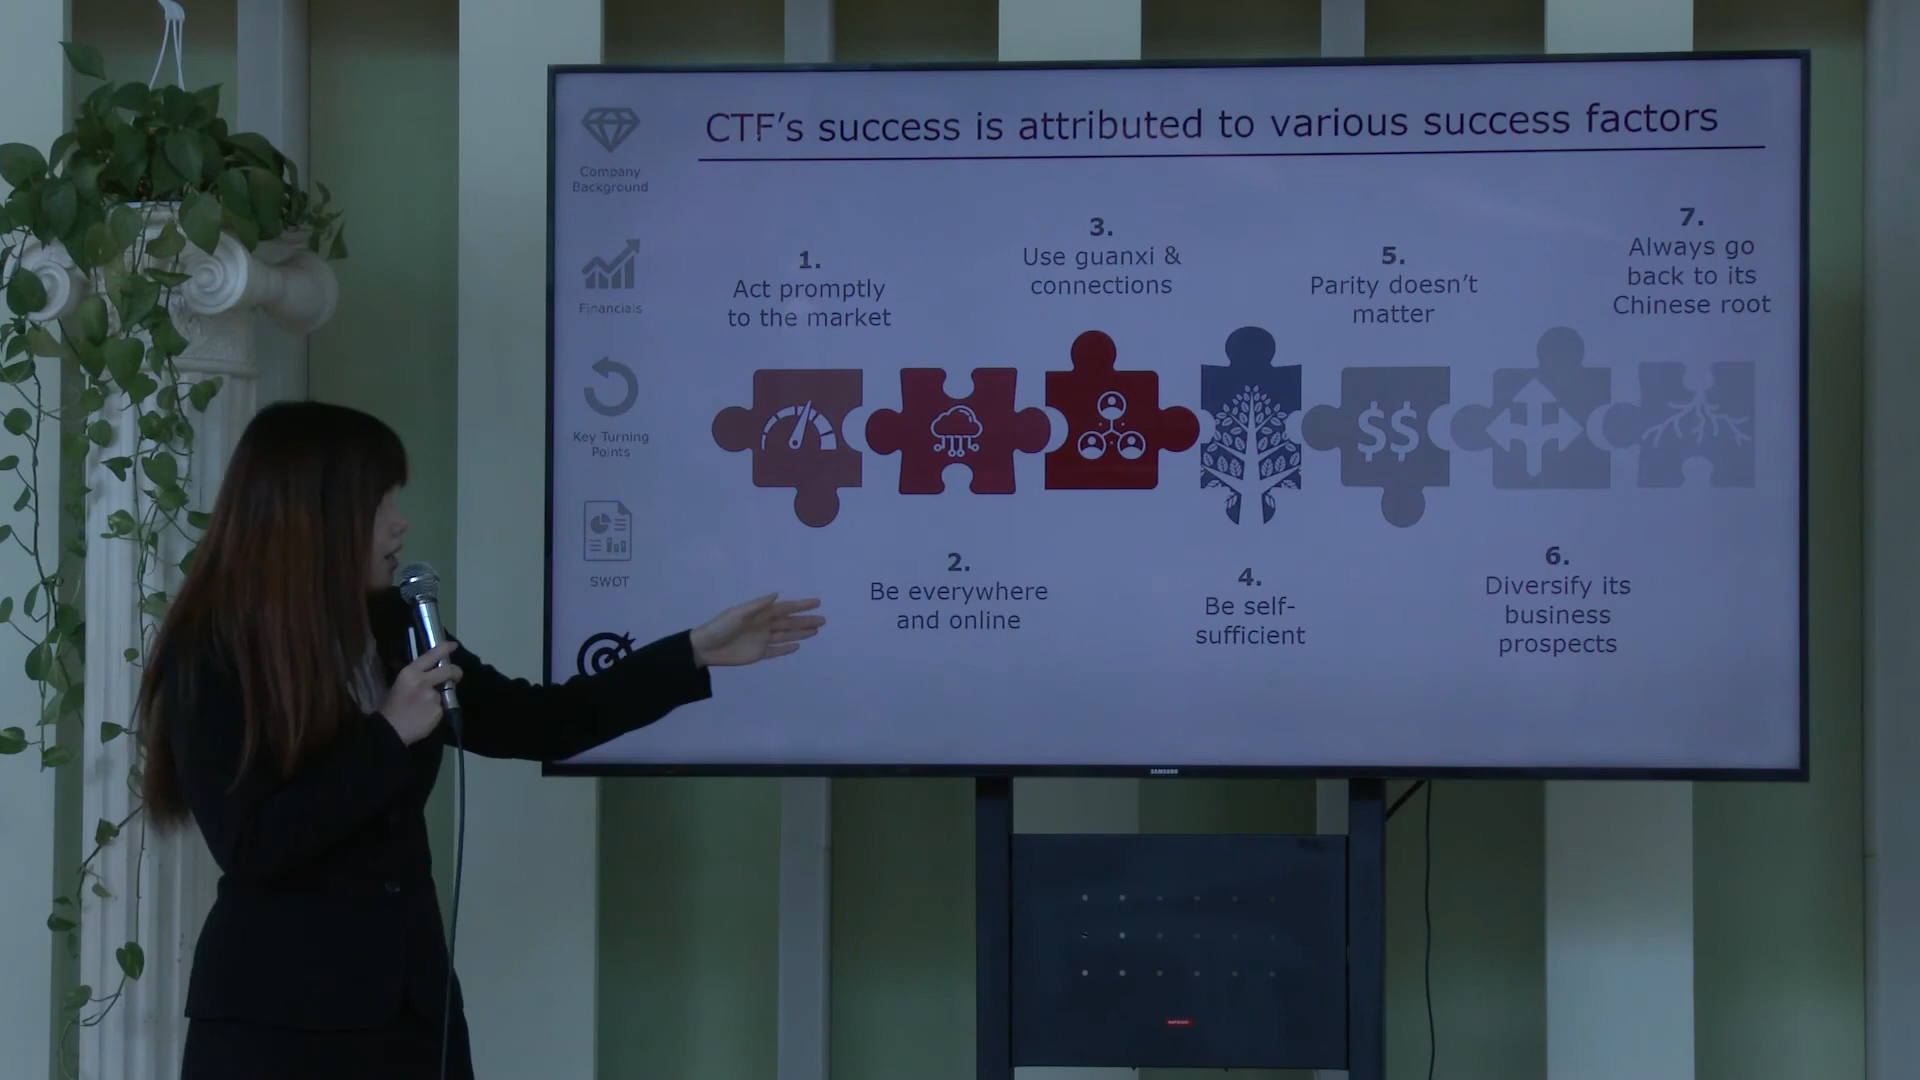 CTF's success is attributed to various success factors
Company
Background
Financials
Key Turning
Points
SWOT
1.
Act promptly
to the market
2.
Be everywhere
and online
3.
Use guanxi &
connections
4.
Be self-
sufficient
5.
Parity doesn't
matter
$$
6.
Diversify its
business
prospects
7.
Always go
back to its
Chinese root
SAMSUNG